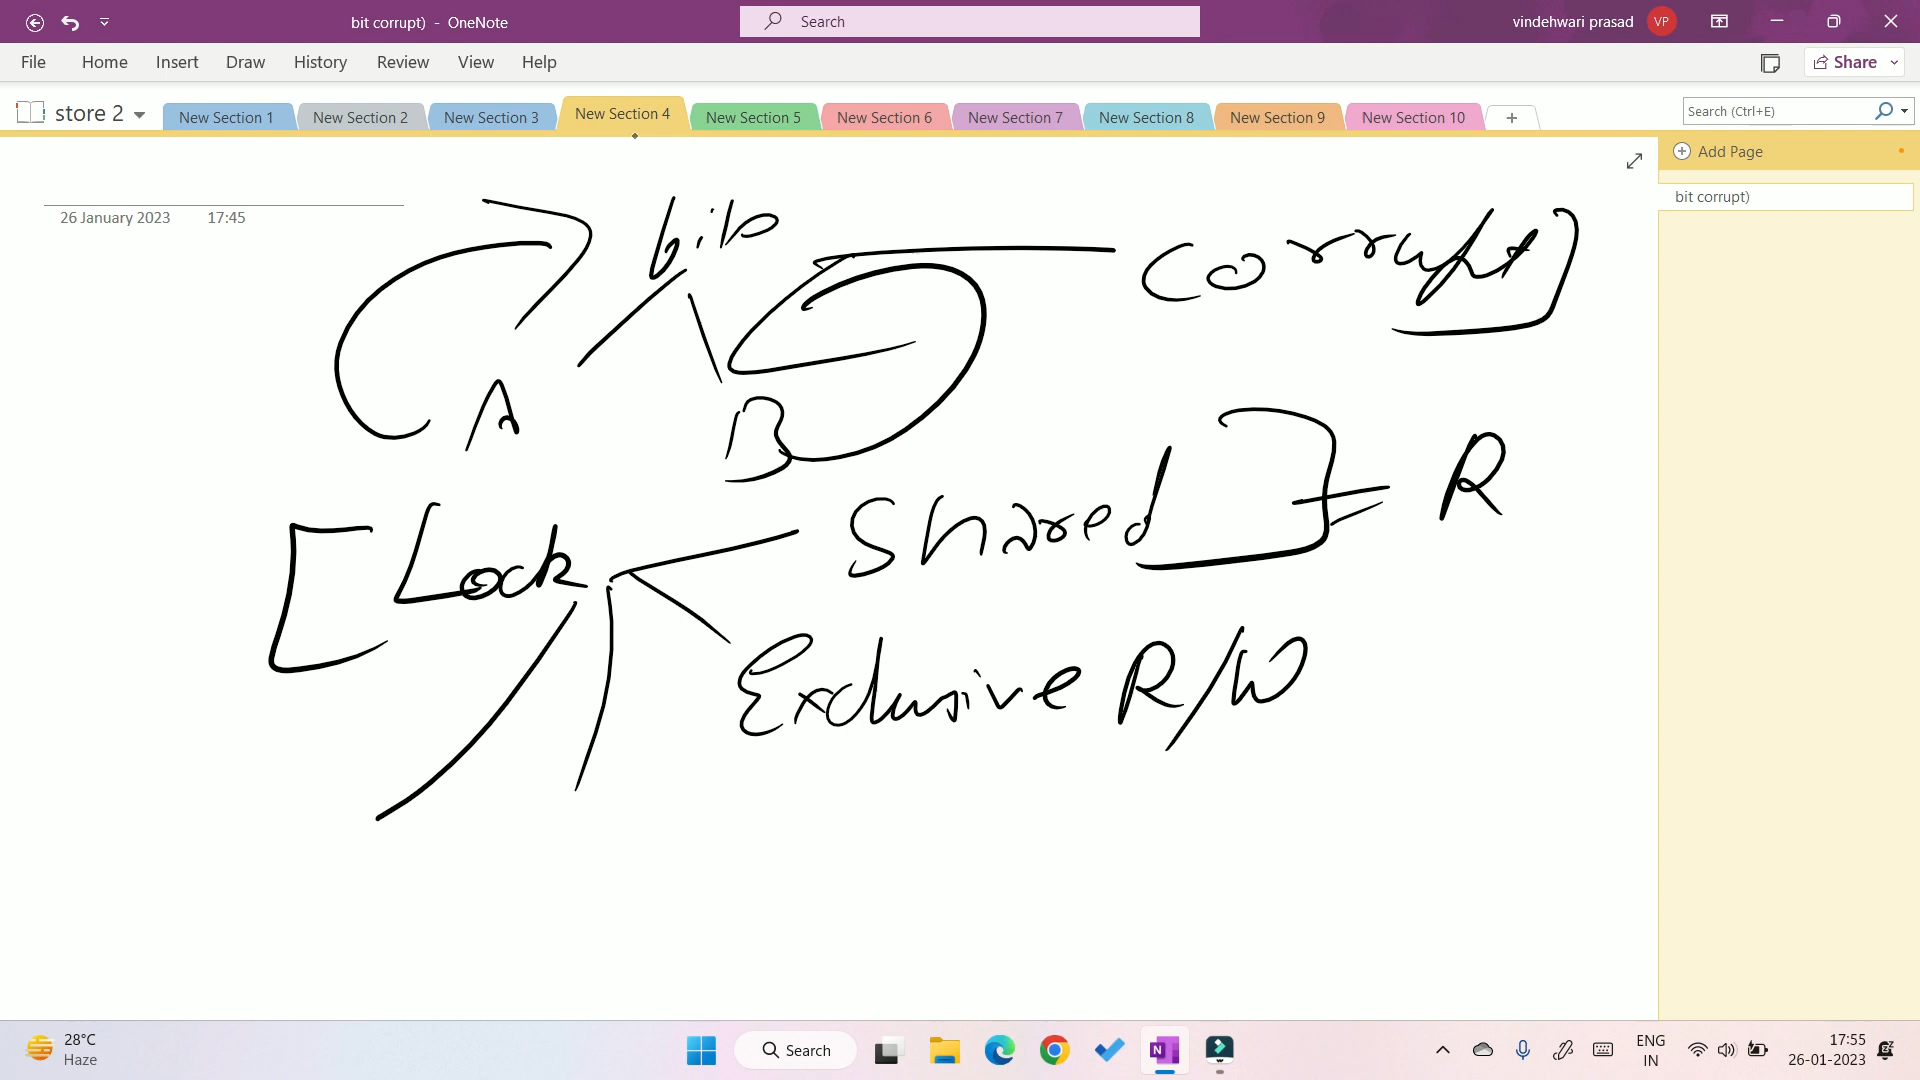 bit corrupt) - OneNote
Search
vindehwari prasad
VP
File Home Insert Draw History Review View Help
Share
store 2
New Section 1 New Section 2 New Section 3 New Section 4 New Section 5 New Section 6 New Section 7 New Section 8 New Section 9 New Section 10 +
Search (Ctrl+E)
Add Page
bit corrupt)
26 January 2023 17:45
corrupt]
A
B
[Lock
Shared] = R
Exclusive R/W
28°C
Haze
Search
ENG
IN
17:55
26-01-2023